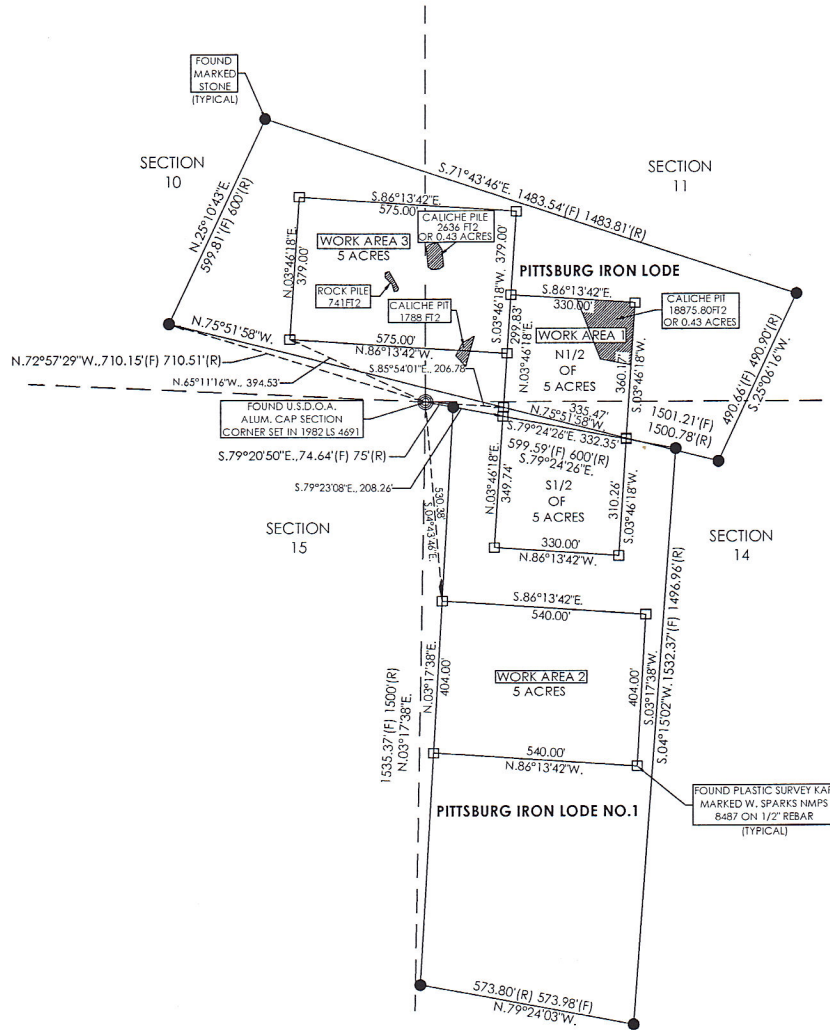 FOUND
MARKED
STONE
(TYPICAL)
SECTION
10
SECTION
11
S.71°43'46"E. 1483.54'(F) 1483.81'(R)
N.25°10'43"E.
599.81'(F) 600'(R)
S.86°13'42"E.
575.00'
CALICHE PILE
2636 FT2
OR 0.43 ACRES
WORK AREA 3
5 ACRES
N.03°46'18"E.
379.00'
S.03°46'18"W. 379.00'
ROCK PILE
741FT2
CALICHE PIT
1788 FT2
575.00'
N.86°13'42"W.
PITTSBURG IRON LODE
S.86°13'42"E.
330.00'
CALICHE PIT
18875.80FT2
OR 0.43 ACRES
WORK AREA 1
N1/2
OF
5 ACRES
N.03°46'18"E.
299.83'
360.17'
S.03°46'18"W.
490.66'(F) 490.90'(R)
S.25°06'16"W.
N.75°51'58"W.
N.72°57'29"W.,710.15'(F) 710.51'(R)
N.65°11'16"W., 394.53'
S.85°54'01"E., 206.78
FOUND U.S.D.O.A.
ALUM. CAP SECTION
CORNER SET IN 1982 LS 4691
335.47'
N.75°51'58"W.
1501.21'(F)
1500.78'(R)
S.79°24'26"E. 332.35'
599.59'(F) 600'(R)
S.79°24'26"E.
S.79°20'50"E.,74.64'(F) 75'(R)
S.79°23'08"E., 208.26'
S1/2
OF
5 ACRES
N.03°46'18"E.
349.74'
310.26'
S.03°46'18"W.
330.00'
N.86°13'42"W.
530.38'
S.04°43'46"E.
SECTION
15
SECTION
14
S.86°13'42"E.
540.00'
WORK AREA 2
5 ACRES
N.03°17'38"E.
404.00'
404.00'
S.03°17'38"W.
S.04°15'02"W. 1532.37'(F) 1496.96'(R)
1535.37'(F) 1500'(R)
N.03°17'38"E.
540.00'
N.86°13'42"W.
FOUND PLASTIC SURVEY KAP
MARKED W. SPARKS NMPS
8487 ON 1/2" REBAR
(TYPICAL)
PITTSBURG IRON LODE NO.1
573.80'(R) 573.98'(F)
N.79°24'03"W.